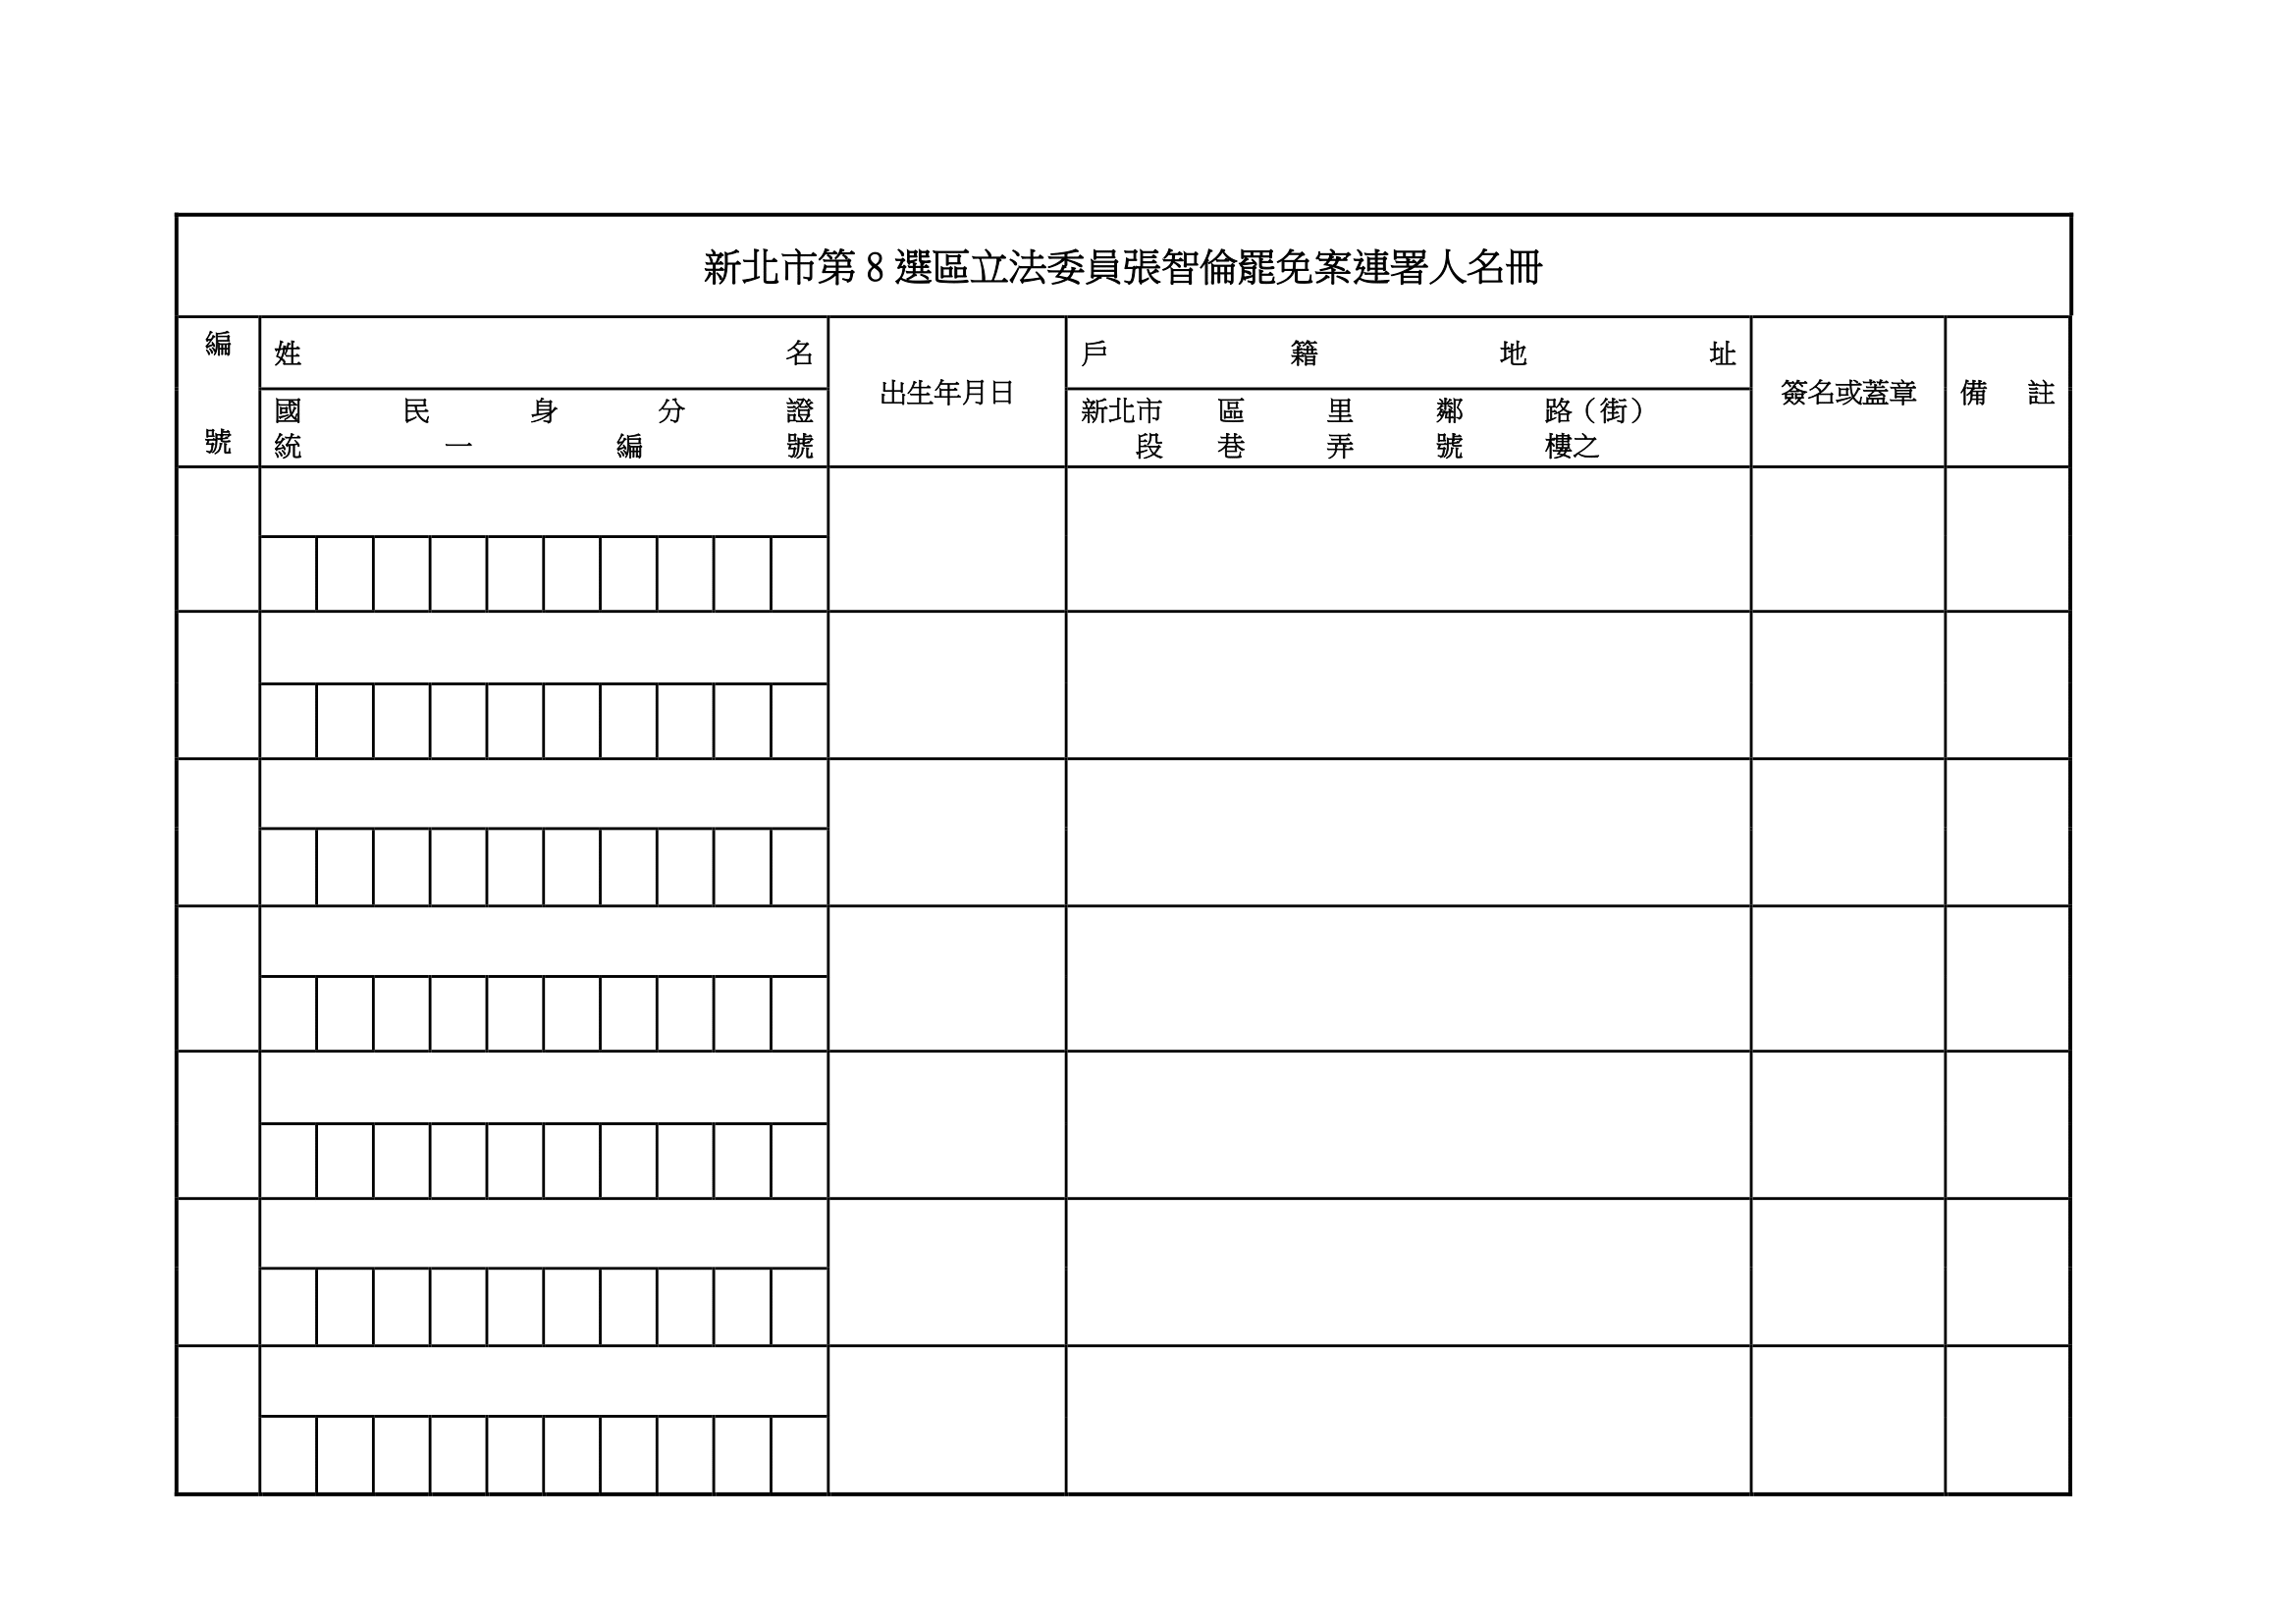 新北市第 8 選區立法委員張智倫罷免案連署人名冊
編號
姓名
國民身分證
統一編號
出生年月日
戶籍地址
新北市 區 里 鄰 路（街）
段 巷 弄 號 樓之
簽名或蓋章
備註